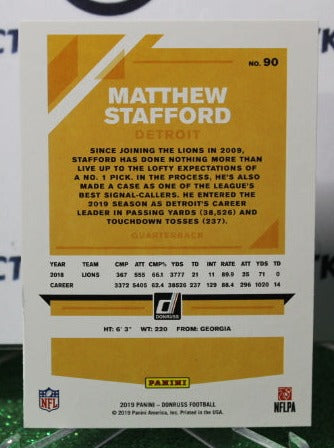 NO. 90
MATTHEW
STAFFORD
DETROIT
SINCE JOINING THE LIONS IN 2009,
STAFFORD HAS DONE NOTHING MORE THAN
LIVE UP TO THE LOFTY EXPECTATIONS OF
A NO. 1 PICK. IN THE PROCESS, HE'S ALSO
MADE A CASE AS ONE OF THE LEAGUE'S
BEST SIGNAL-CALLERS. HE ENTERED THE
2019 SEASON AS DETROIT'S CAREER
LEADER IN PASSING YARDS (38,526) AND
TOUCHDOWN TOSSES (237).
QUARTERBACK
YEAR TEAM CMP ATT CMP% YDS TD INT RATE ATT YDS TD
2018 LIONS 367 555 66.1 3777 21 11 89.9 35 71 0
CAREER 3372 5405 62.4 38526 237 129 88.4 296 1020 14
DONRUSS
HT: 6' 3" WT: 220 FROM: GEORGIA
NFL
PANINI
NFLPA
2019 PANINI - DONRUSS FOOTBALL
© 2019 Panini America, Inc. Printed in the USA.